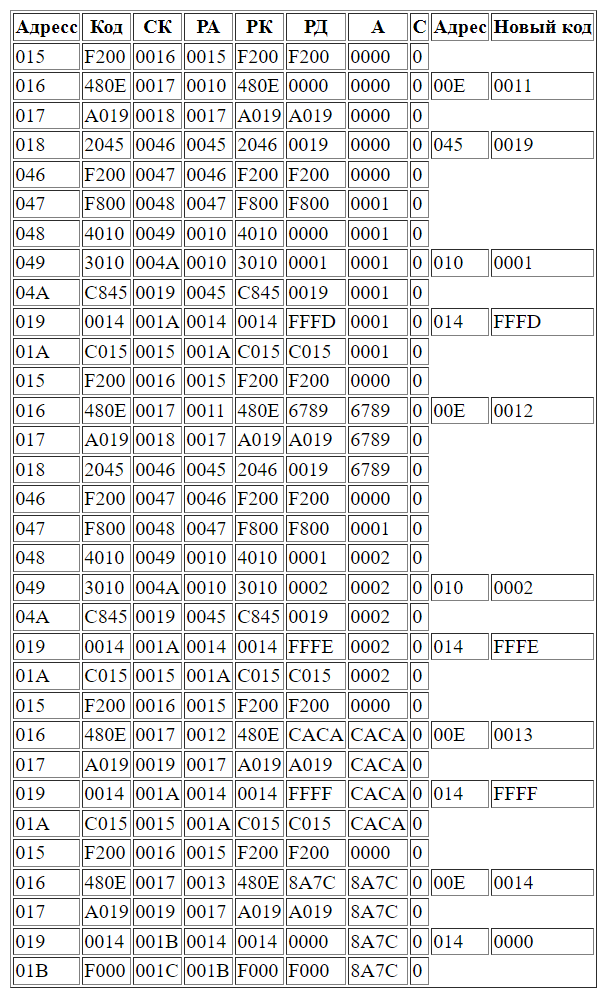 Адресс Код СК РА РК РД А С Адрес Новый код
015 F200 0016 0015 F200 F200 0000 0
016 480E 0017 0010 480E 0000 0000 0 00E 0011
017 A019 0018 0017 A019 A019 0000 0
018 2045 0046 0045 2046 0019 0000 0 045 0019
046 F200 0047 0046 F200 F200 0000 0
047 F800 0048 0047 F800 F800 0001 0
048 4010 0049 0010 4010 0000 0001 0
049 3010 004A 0010 3010 0001 0001 0 010 0001
04A C845 0019 0045 C845 0019 0001 0
019 0014 001A 0014 0014 FFFD 0001 0 014 FFFD
01A C015 0015 001A C015 C015 0001 0
015 F200 0016 0015 F200 F200 0000 0
016 480E 0017 0011 480E 6789 6789 0 00E 0012
017 A019 0018 0017 A019 A019 6789 0
018 2045 0046 0045 2046 0019 6789 0
046 F200 0047 0046 F200 F200 0000 0
047 F800 0048 0047 F800 F800 0001 0
048 4010 0049 0010 4010 0001 0002 0
049 3010 004A 0010 3010 0002 0002 0 010 0002
04A C845 0019 0045 C845 0019 0002 0
019 0014 001A 0014 0014 FFFE 0002 0 014 FFFE
01A C015 0015 001A C015 C015 0002 0
015 F200 0016 0015 F200 F200 0000 0
016 480E 0017 0012 480E CACA CACA 0 00E 0013
017 A019 0019 0017 A019 A019 CACA 0
019 0014 001A 0014 0014 FFFF CACA 0 014 FFFF
01A C015 0015 001A C015 C015 CACA 0
015 F200 0016 0015 F200 F200 0000 0
016 480E 0017 0013 480E 8A7C 8A7C 0 00E 0014
017 A019 0019 0017 A019 A019 8A7C 0
019 0014 001B 0014 0014 0000 8A7C 0 014 0000
01B F000 001C 001B F000 F000 8A7C 0